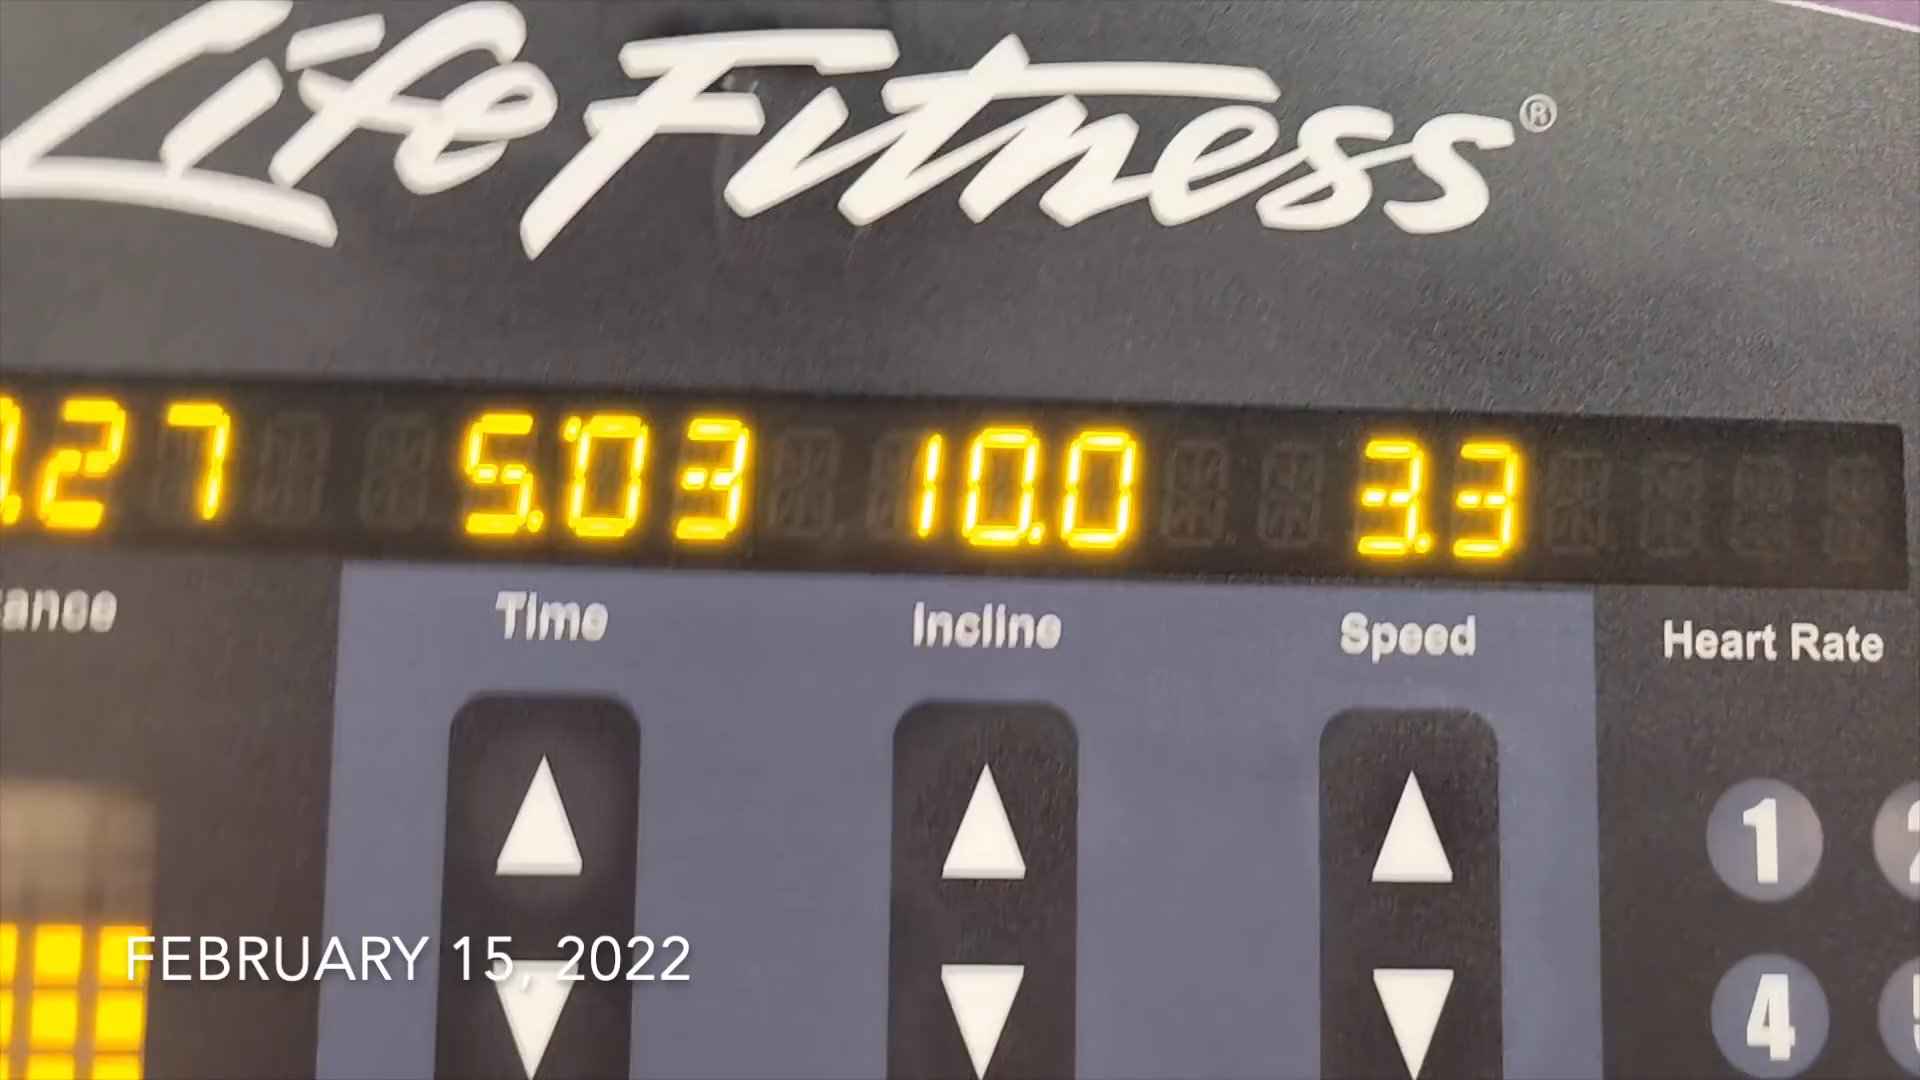 Life Fitness®
.27 5:03 10.0 3.3
Time Incline Speed Heart Rate
1
4
FEBRUARY 15, 2022